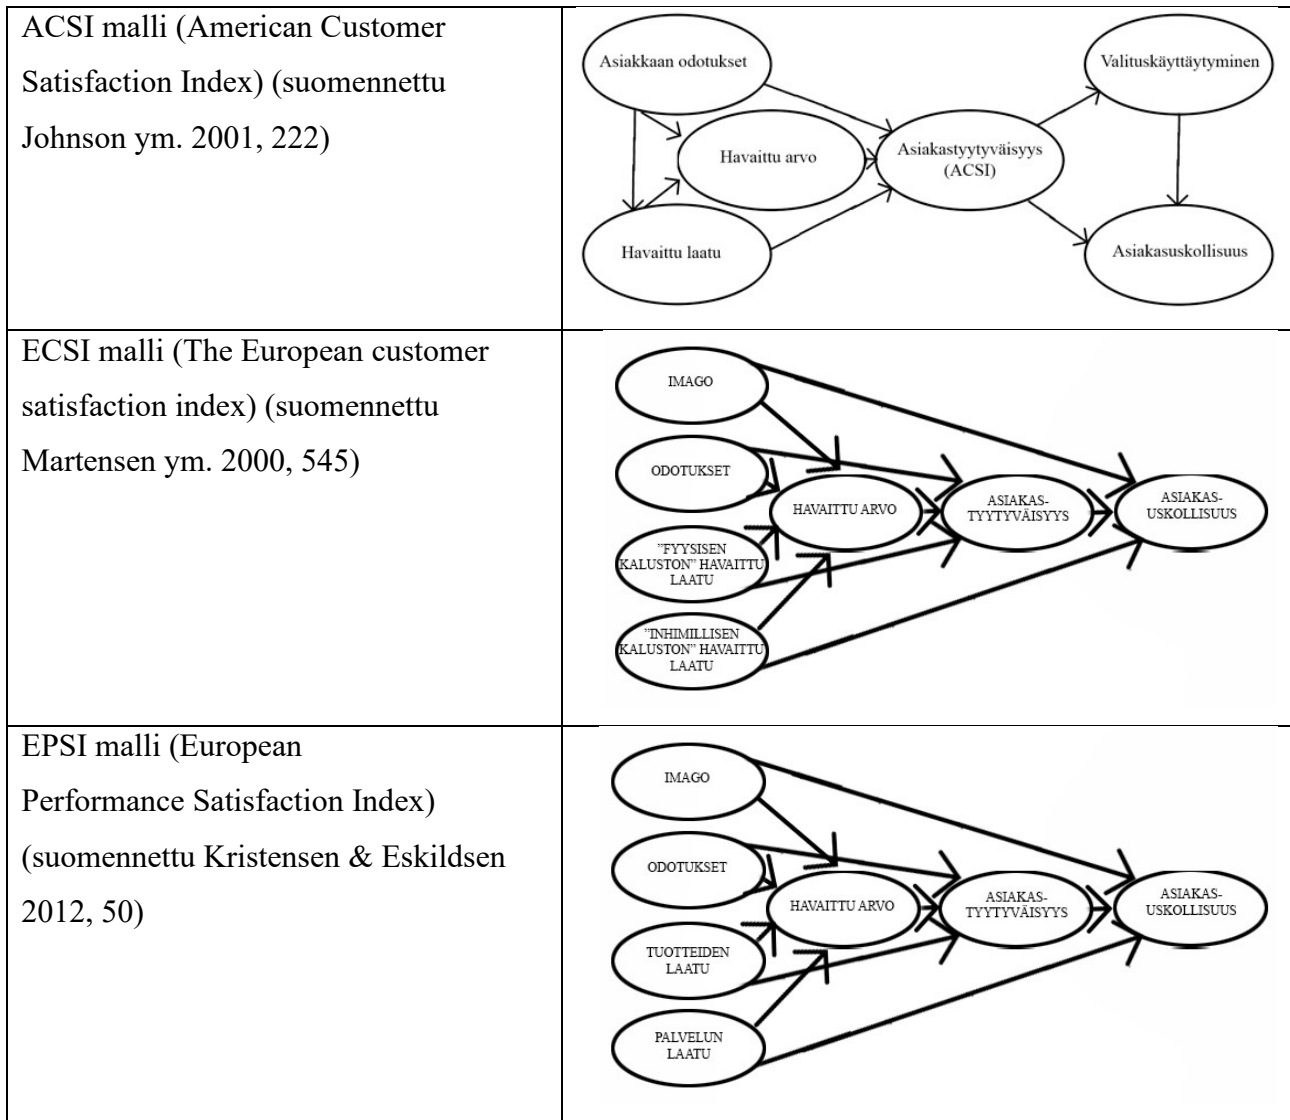 ACSI malli (American Customer
Satisfaction Index) (suomennettu
Johnson ym. 2001, 222)
Asiakkaan odotukset
Valituskäyttäytyminen
Havaittu arvo
Asiakastyytyväisyys
(ACSI)
Havaittu laatu
Asiakasuskollisuus
ECSI malli (The European customer
satisfaction index) (suomennettu
Martensen ym. 2000, 545)
IMAGO
ODOTUKSET
HAVAITTU ARVO
ASIAKAS-
TYYTYVÄISYYS
ASIAKAS-
USKOLLISUUS
"FYYSISEN
KALUSTON" HAVAITTU
LAATU
"INHIMILLISEN
KALUSTON" HAVAITTU
LAATU
EPSI malli (European
Performance Satisfaction Index)
(suomennettu Kristensen & Eskildsen
2012, 50)
IMAGO
ODOTUKSET
HAVAITTU ARVO
ASIAKAS-
TYYTYVÄISYYS
ASIAKAS-
USKOLLISUUS
TUOTTEIDEN
LAATU
PALVELUN
LAATU